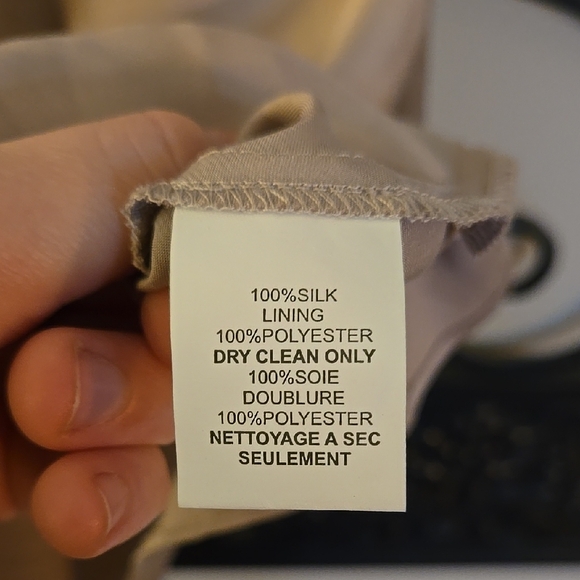 100%SILK
LINING
100%POLYESTER
DRY CLEAN ONLY
100%SOIE
DOUBLURE
100%POLYESTER
NETTOYAGE A SEC
SEULEMENT